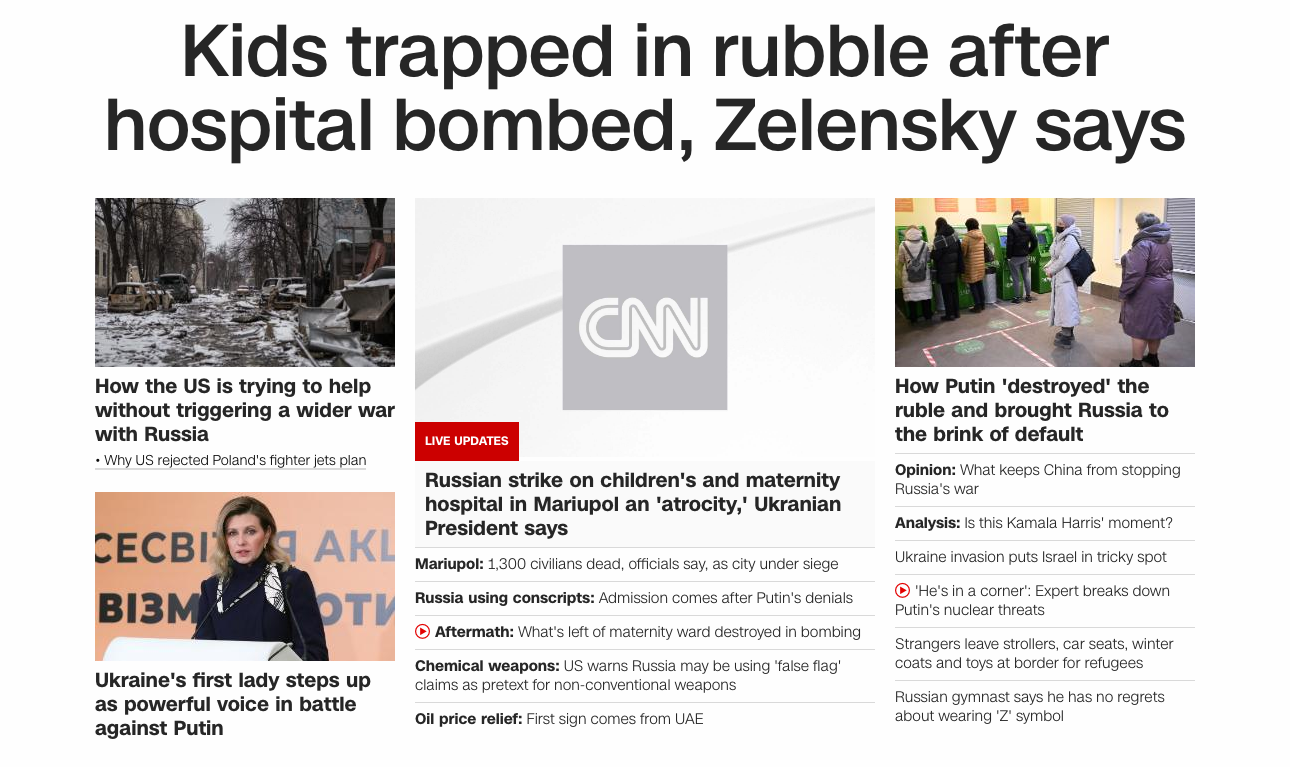 Kids trapped in rubble after
hospital bombed, Zelensky says
How the US is trying to help
without triggering a wider war
with Russia
• Why US rejected Poland's fighter jets plan
СЕСВІ Я АКЦ
ВІЗМ ОТИ
Ukraine's first lady steps up
as powerful voice in battle
against Putin
CNN
LIVE UPDATES
Russian strike on children's and maternity
hospital in Mariupol an 'atrocity,' Ukranian
President says
Mariupol: 1,300 civilians dead, officials say, as city under siege
Russia using conscripts: Admission comes after Putin's denials
Aftermath: What's left of maternity ward destroyed in bombing
Chemical weapons: US warns Russia may be using 'false flag'
claims as pretext for non-conventional weapons
Oil price relief: First sign comes from UAE
How Putin 'destroyed' the
ruble and brought Russia to
the brink of default
Opinion: What keeps China from stopping
Russia's war
Analysis: Is this Kamala Harris' moment?
Ukraine invasion puts Israel in tricky spot
'He's in a corner': Expert breaks down
Putin's nuclear threats
Strangers leave strollers, car seats, winter
coats and toys at border for refugees
Russian gymnast says he has no regrets
about wearing 'Z' symbol